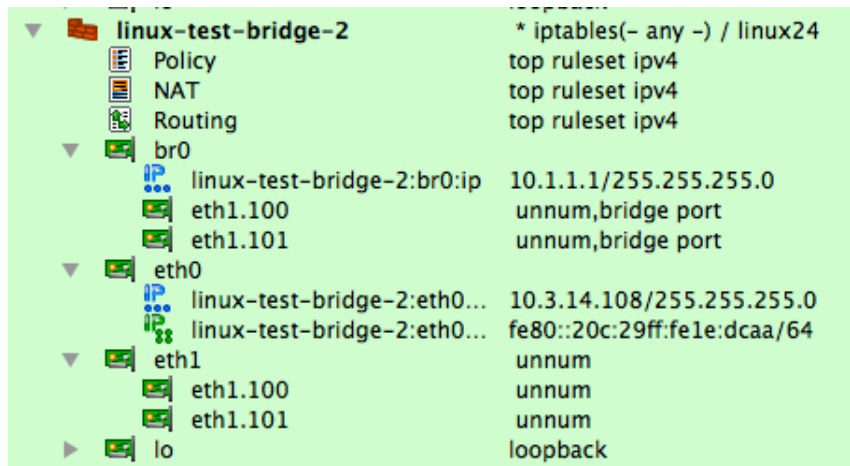 linux-test-bridge-2 * iptables(- any -) / linux24
Policy top ruleset ipv4
NAT top ruleset ipv4
Routing top ruleset ipv4
br0
linux-test-bridge-2:br0:ip 10.1.1.1/255.255.255.0
eth1.100 unnum,bridge port
eth1.101 unnum,bridge port
eth0
linux-test-bridge-2:eth0... 10.3.14.108/255.255.255.0
linux-test-bridge-2:eth0... fe80::20c:29ff:fe1e:dcaa/64
eth1 unnum
eth1.100 unnum
eth1.101 unnum
lo loopback